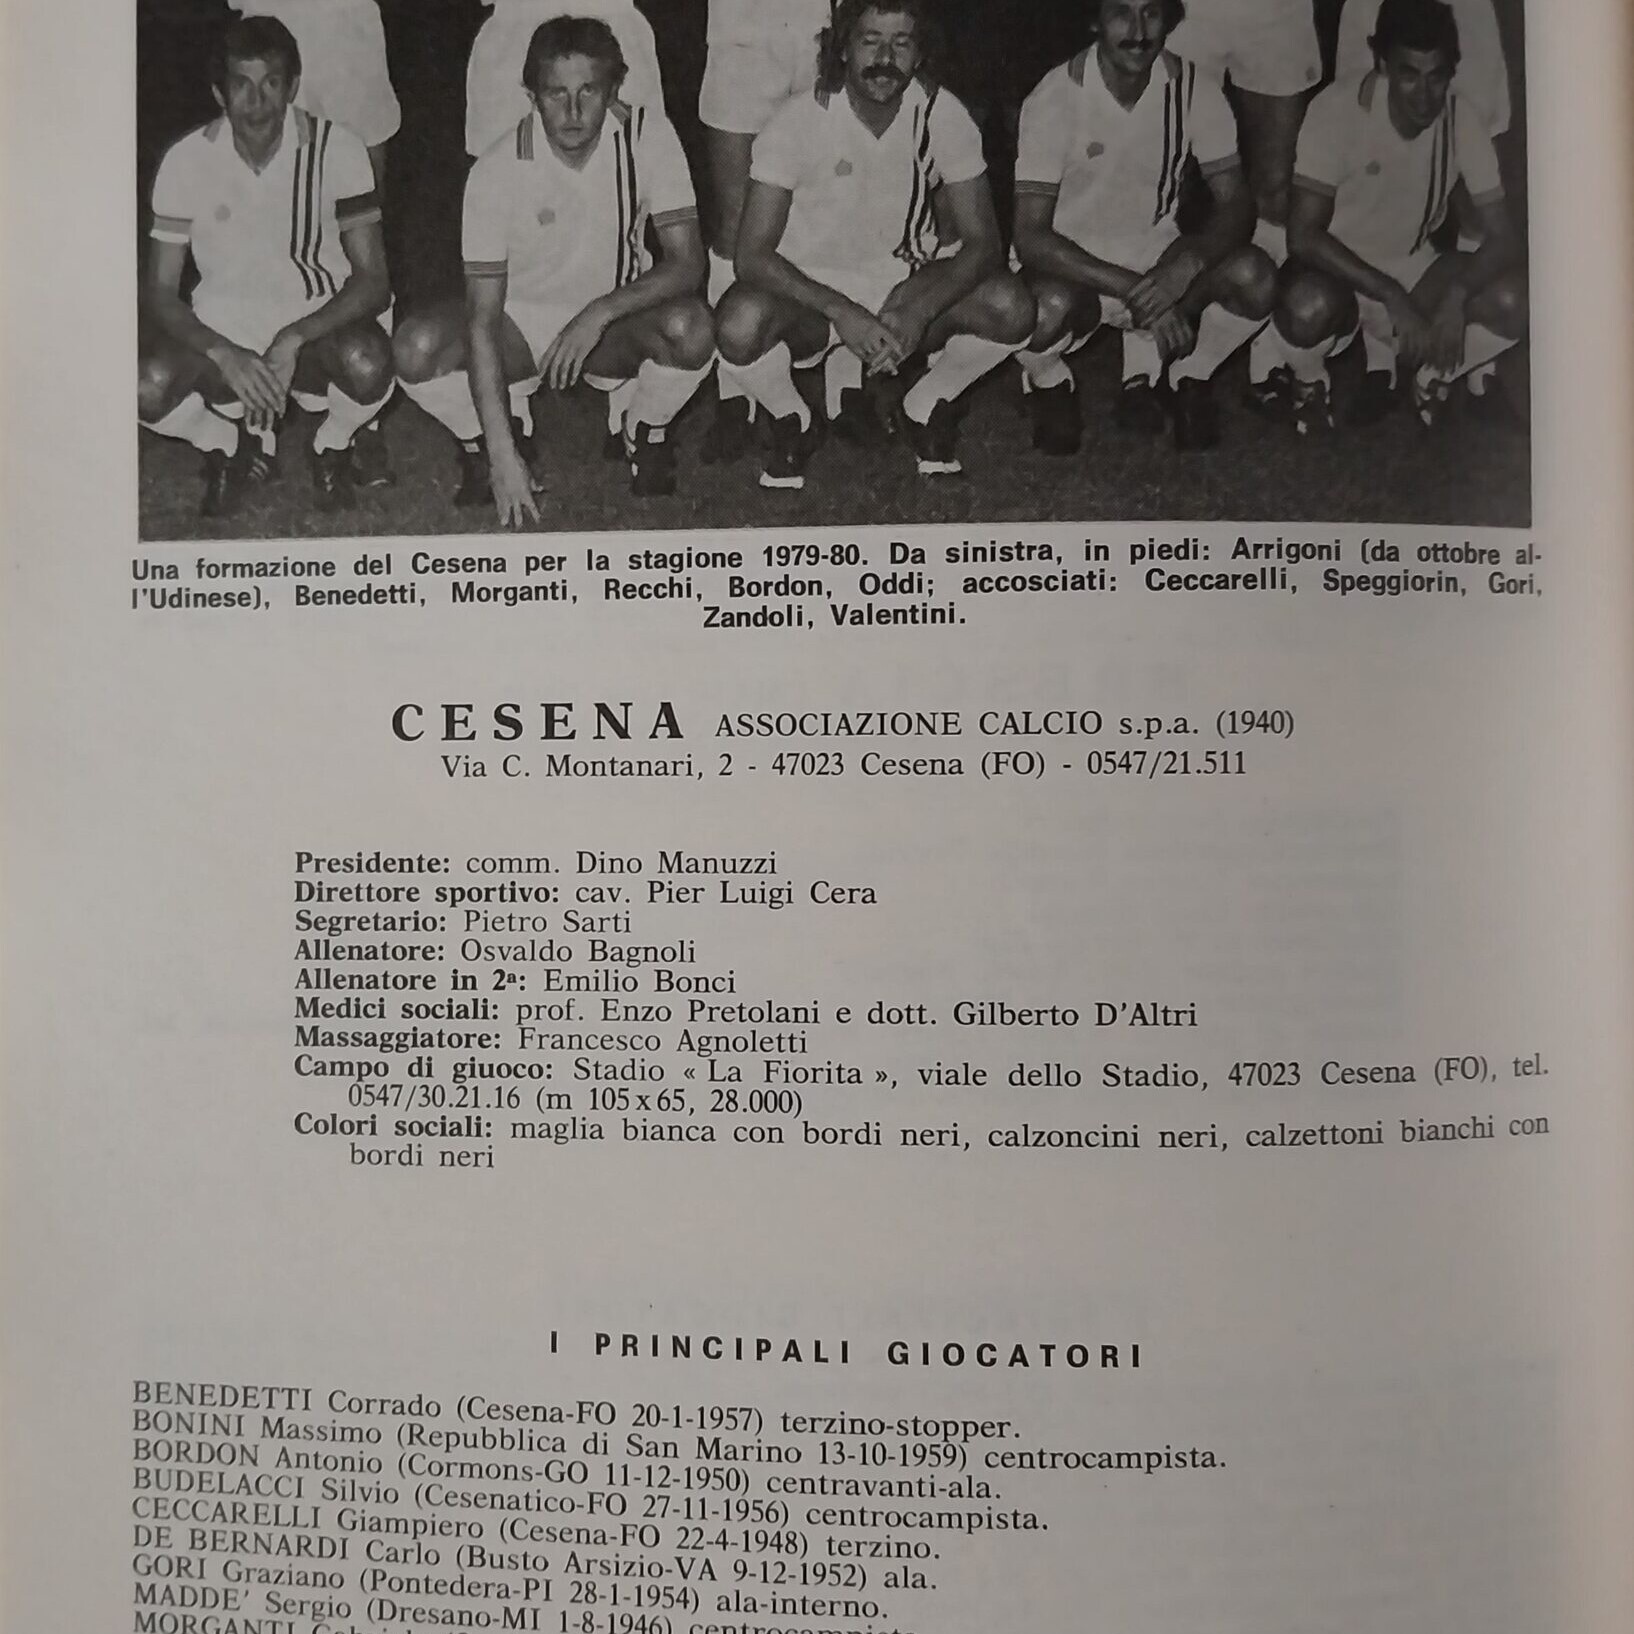 Una formazione del Cesena per la stagione 1979-80. Da sinistra, in piedi: Arrigoni (da ottobre al-
l'Udinese), Benedetti, Morganti, Recchi, Bordon, Oddi; accosciati: Ceccarelli, Speggiorin, Gori,
Zandoli, Valentini.
CESENA ASSOCIAZIONE CALCIO s.p.a. (1940)
Via C. Montanari, 2 - 47023 Cesena (FO) - 0547/21.511
Presidente: comm. Dino Manuzzi
Direttore sportivo: cav. Pier Luigi Cera
Segretario: Pietro Sarti
Allenatore: Osvaldo Bagnoli
Allenatore in 2ª: Emilio Bonci
Medici sociali: prof. Enzo Pretolani e dott. Gilberto D'Altri
Massaggiatore: Francesco Agnoletti
Campo di giuoco: Stadio « La Fiorita », viale dello Stadio, 47023 Cesena (FO), tel.
0547/30.21.16 (m 105x65, 28.000)
Colori sociali: maglia bianca con bordi neri, calzoncini neri, calzettoni bianchi con
bordi neri
I PRINCIPALI GIOCATORI
BENEDETTI Corrado (Cesena-FO 20-1-1957) terzino-stopper.
BONINI Massimo (Repubblica di San Marino 13-10-1959) centrocampista.
BORDON Antonio (Cormons-GO 11-12-1950) centravanti-ala.
BUDELACCI Silvio (Cesenatico-FO 27-11-1956) centrocampista.
CECCARELLI Giampiero (Cesena-FO 22-4-1948) terzino.
DE BERNARDI Carlo (Busto Arsizio-VA 9-12-1952) ala.
GORI Graziano (Pontedera-PI 28-1-1954) ala-interno.
MADDE' Sergio (Dresano-MI 1-8-1946) centrocampista.
MORGANTI